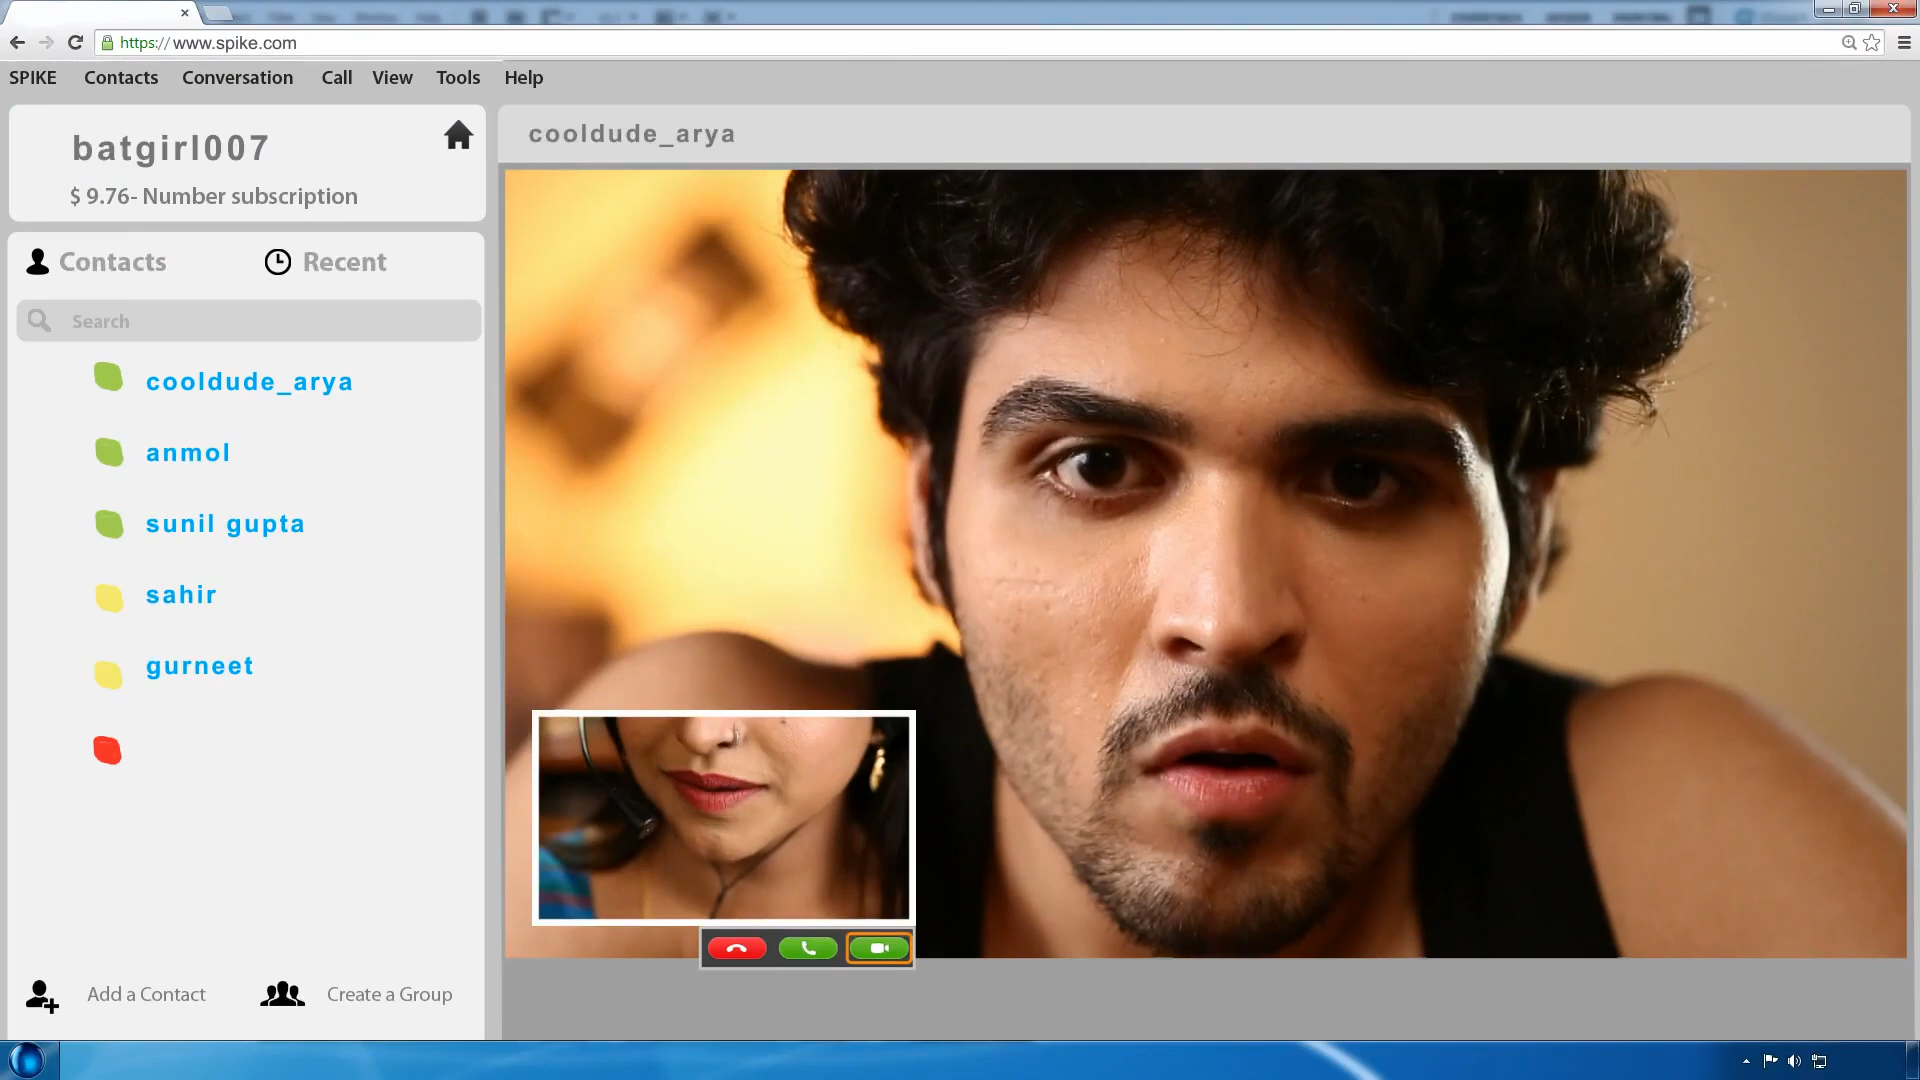 https://www.spike.com
SPIKE Contacts Conversation Call View Tools Help
batgirl007
$ 9.76- Number subscription
cooldude_arya
Contacts Recent
Search
cooldude_arya
anmol
sunil gupta
sahir
gurneet
Add a Contact Create a Group